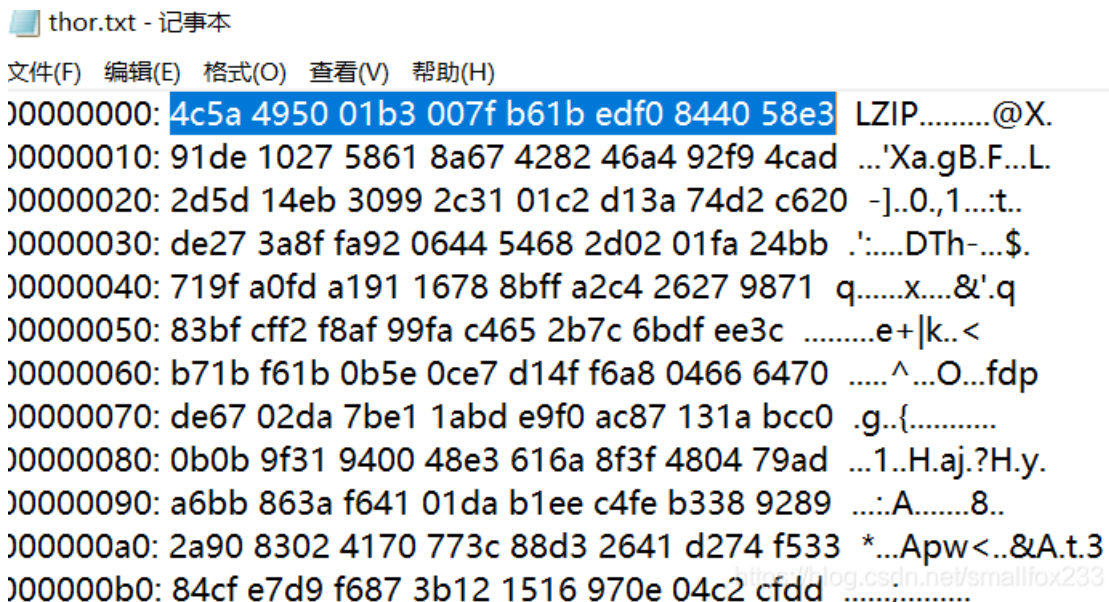 thor.txt - 记事本
文件(F) 编辑(E) 格式(O) 查看(V) 帮助(H)
00000000: 4c5a 4950 01b3 007f b61b edf0 8440 58e3 LZIP.........@X.
00000010: 91de 1027 5861 8a67 4282 46a4 92f9 4cad ...'Xa.gB.F...L.
00000020: 2d5d 14eb 3099 2c31 01c2 d13a 74d2 c620 -]..0.,1...:t..
00000030: de27 3a8f fa92 0644 5468 2d02 01fa 24bb .':....DTh-...$.
00000040: 719f a0fd a191 1678 8bff a2c4 2627 9871 q......x....&'.q
00000050: 83bf cff2 f8af 99fa c465 2b7c 6bdf ee3c .........e+|k..<
00000060: b71b f61b 0b5e 0ce7 d14f f6a8 0466 6470 .....^...O...fdp
00000070: de67 02da 7be1 1abd e9f0 ac87 131a bcc0 .g..{...........
00000080: 0b0b 9f31 9400 48e3 616a 8f3f 4804 79ad ...1..H.aj.?H.y.
00000090: a6bb 863a f641 01da b1ee c4fe b338 9289 ...:.A.......8..
000000a0: 2a90 8302 4170 773c 88d3 2641 d274 f533 *...Apw<..&A.t.3
000000b0: 84cf e7d9 f687 3b12 1516 970e 04c2 cfdd ......;.........
https://blog.csdn.net/smallfox233